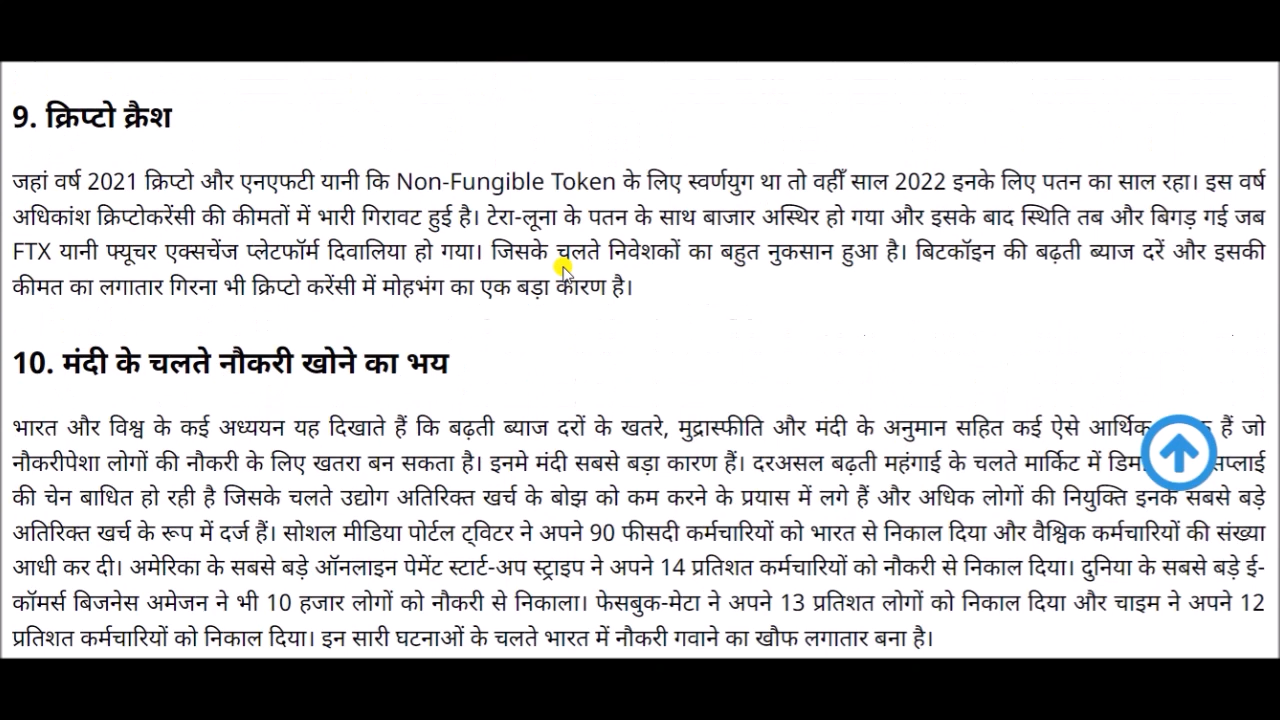 9. क्रिप्टो क्रैश
जहां वर्ष 2021 क्रिप्टो और एनएफटी यानी कि Non-Fungible Token के लिए स्वर्णयुग था तो वहीँ साल 2022 इनके लिए पतन का साल रहा। इस वर्ष
अधिकांश क्रिप्टोकरेंसी की कीमतों में भारी गिरावट हुई है। टेरा-लूना के पतन के साथ बाजार अस्थिर हो गया और इसके बाद स्थिति तब और बिगड़ गई जब
FTX यानी फ्यूचर एक्सचेंज प्लेटफॉर्म दिवालिया हो गया। जिसके चलते निवेशकों का बहुत नुकसान हुआ है। बिटकॉइन की बढ़ती ब्याज दरें और इसकी
कीमत का लगातार गिरना भी क्रिप्टो करेंसी में मोहभंग का एक बड़ा कारण है।
10. मंदी के चलते नौकरी खोने का भय
भारत और विश्व के कई अध्ययन यह दिखाते हैं कि बढ़ती ब्याज दरों के खतरे, मुद्रास्फीति और मंदी के अनुमान सहित कई ऐसे आर्थिक हैं जो
नौकरीपेशा लोगों की नौकरी के लिए खतरा बन सकता है। इनमे मंदी सबसे बड़ा कारण हैं। दरअसल बढ़ती महंगाई के चलते मार्किट में सप्लाई
की चेन बाधित हो रही है जिसके चलते उद्योग अतिरिक्त खर्च के बोझ को कम करने के प्रयास में लगे हैं और अधिक लोगों की नियुक्ति इनके सबसे बड़े
अतिरिक्त खर्च के रूप में दर्ज हैं। सोशल मीडिया पोर्टल ट्विटर ने अपने 90 फीसदी कर्मचारियों को भारत से निकाल दिया और वैश्विक कर्मचारियों की संख्या
आधी कर दी। अमेरिका के सबसे बड़े ऑनलाइन पेमेंट स्टार्ट-अप स्ट्राइप ने अपने 14 प्रतिशत कर्मचारियों को नौकरी से निकाल दिया। दुनिया के सबसे बड़े ई-
कॉमर्स बिजनेस अमेजन ने भी 10 हजार लोगों को नौकरी से निकाला। फेसबुक-मेटा ने अपने 13 प्रतिशत लोगों को निकाल दिया और चाइम ने अपने 12
प्रतिशत कर्मचारियों को निकाल दिया। इन सारी घटनाओं के चलते भारत में नौकरी गवाने का खौफ लगातार बना है।